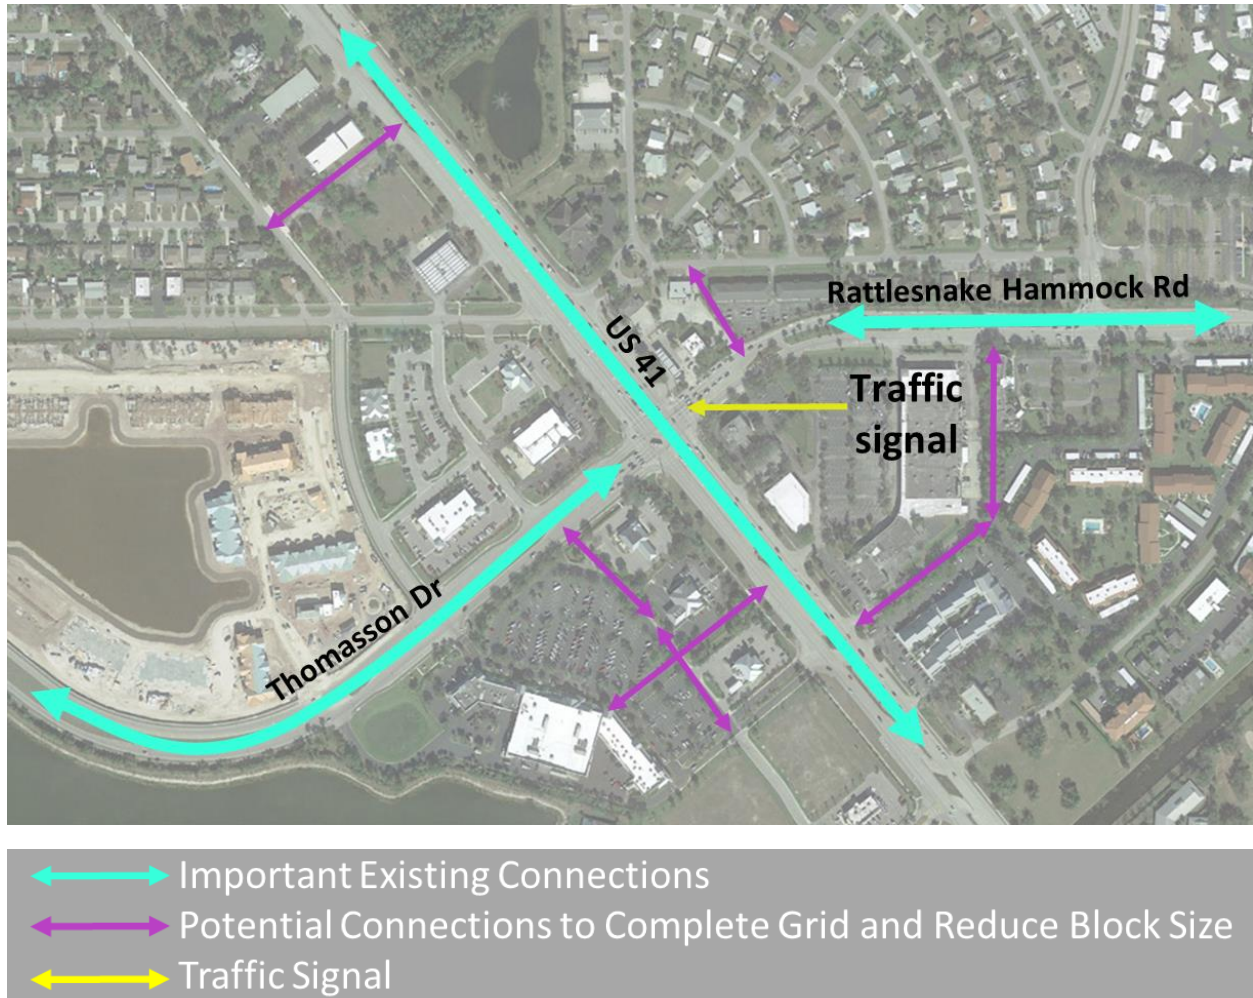 Rattlesnake Hammock Rd
US 41
Traffic
signal
Thomasson Dr
Important Existing Connections
Potential Connections to Complete Grid and Reduce Block Size
Traffic Signal